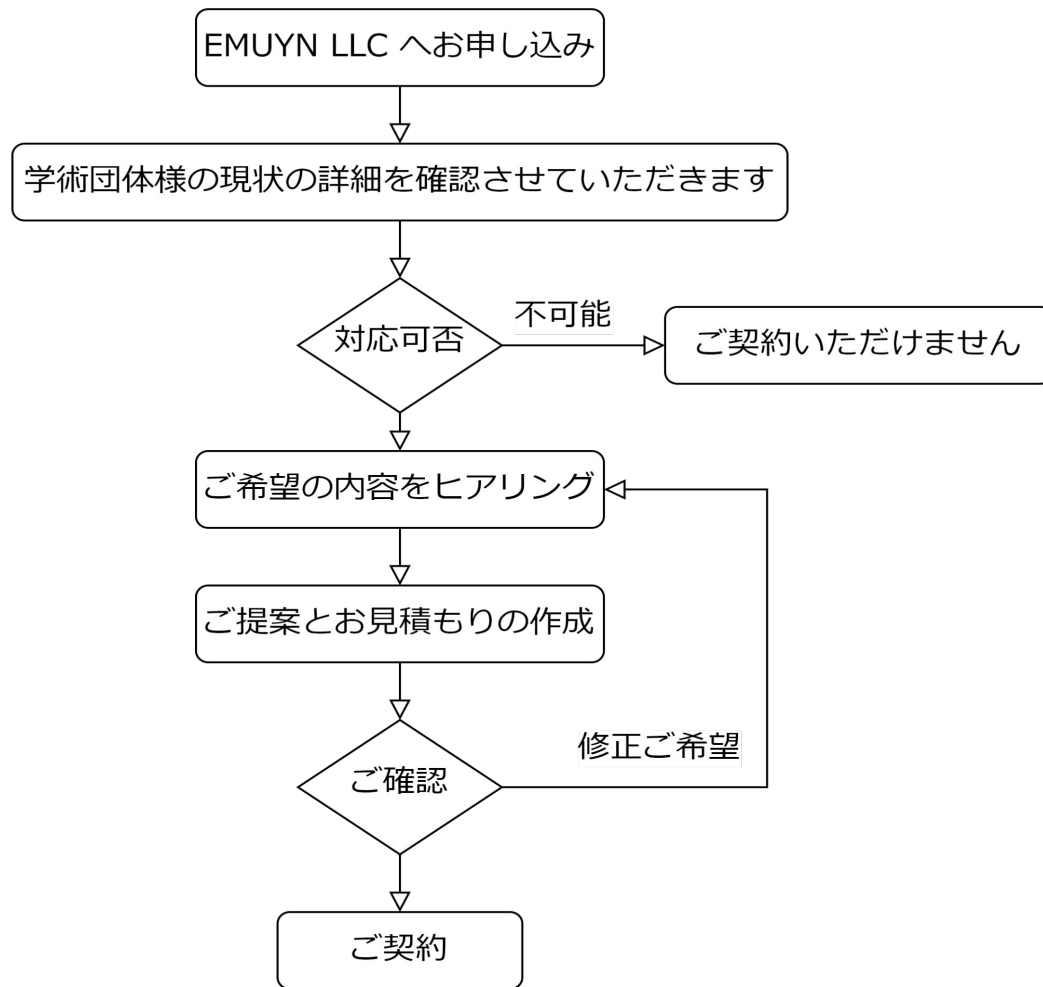 EMUYN LLC へお申し込み
学術団体様の現状の詳細を確認させていただきます
対応可否
不可能
ご契約いただけません
ご希望の内容をヒアリング
ご提案とお見積もりの作成
修正ご希望
ご確認
ご契約